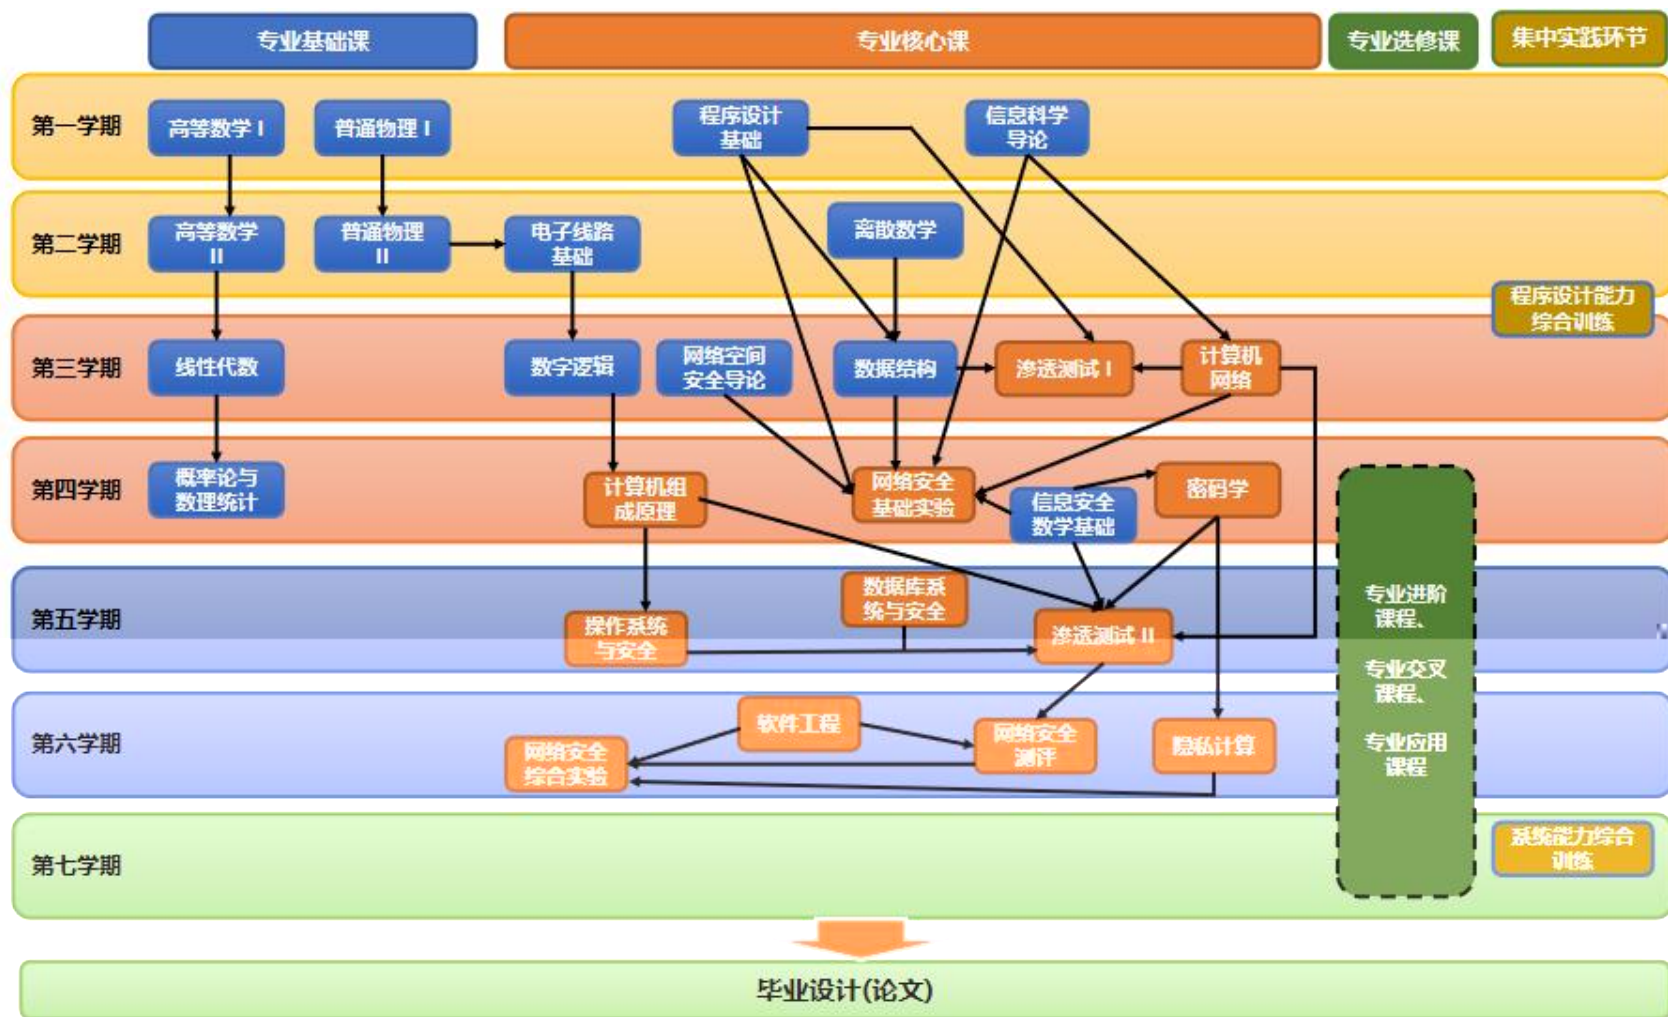 专业基础课
专业核心课
专业选修课
集中实践环节
第一学期
高等数学 I
普通物理 I
程序设计
基础
信息科学
导论
第二学期
高等数学
II
普通物理
II
电子线路
基础
离散数学
程序设计能力
综合训练
第三学期
线性代数
数字逻辑
网络空间
安全导论
数据结构
渗透测试 I
计算机
网络
第四学期
概率论与
数理统计
计算机组
成原理
网络安全
基础实验
信息安全
数学基础
密码学
第五学期
操作系统
与安全
数据库系
统与安全
渗透测试 II
专业进阶
课程、
专业交叉
课程、
专业应用
课程
第六学期
网络安全
综合实验
软件工程
网络安全
测评
隐私计算
第七学期
系统能力综合
训练
毕业设计(论文)